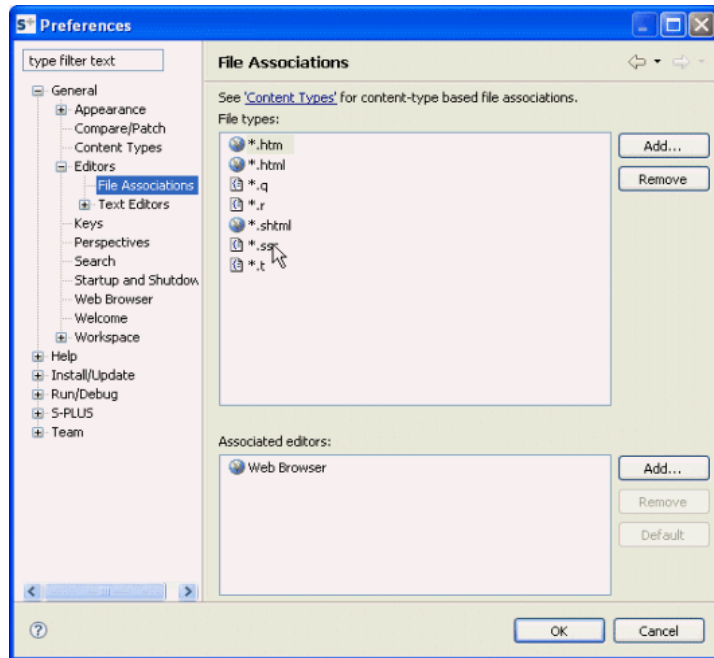 S+ Preferences
type filter text
General
Appearance
Compare/Patch
Content Types
Editors
File Associations
Text Editors
Keys
Perspectives
Search
Startup and Shutdow
Web Browser
Welcome
Workspace
Help
Install/Update
Run/Debug
S-PLUS
Team
File Associations
See 'Content Types' for content-type based file associations.
File types:
*.htm
*.html
*.q
*.r
*.shtml
*.t
Add...
Remove
Associated editors:
Web Browser
Add...
Remove
Default
OK
Cancel